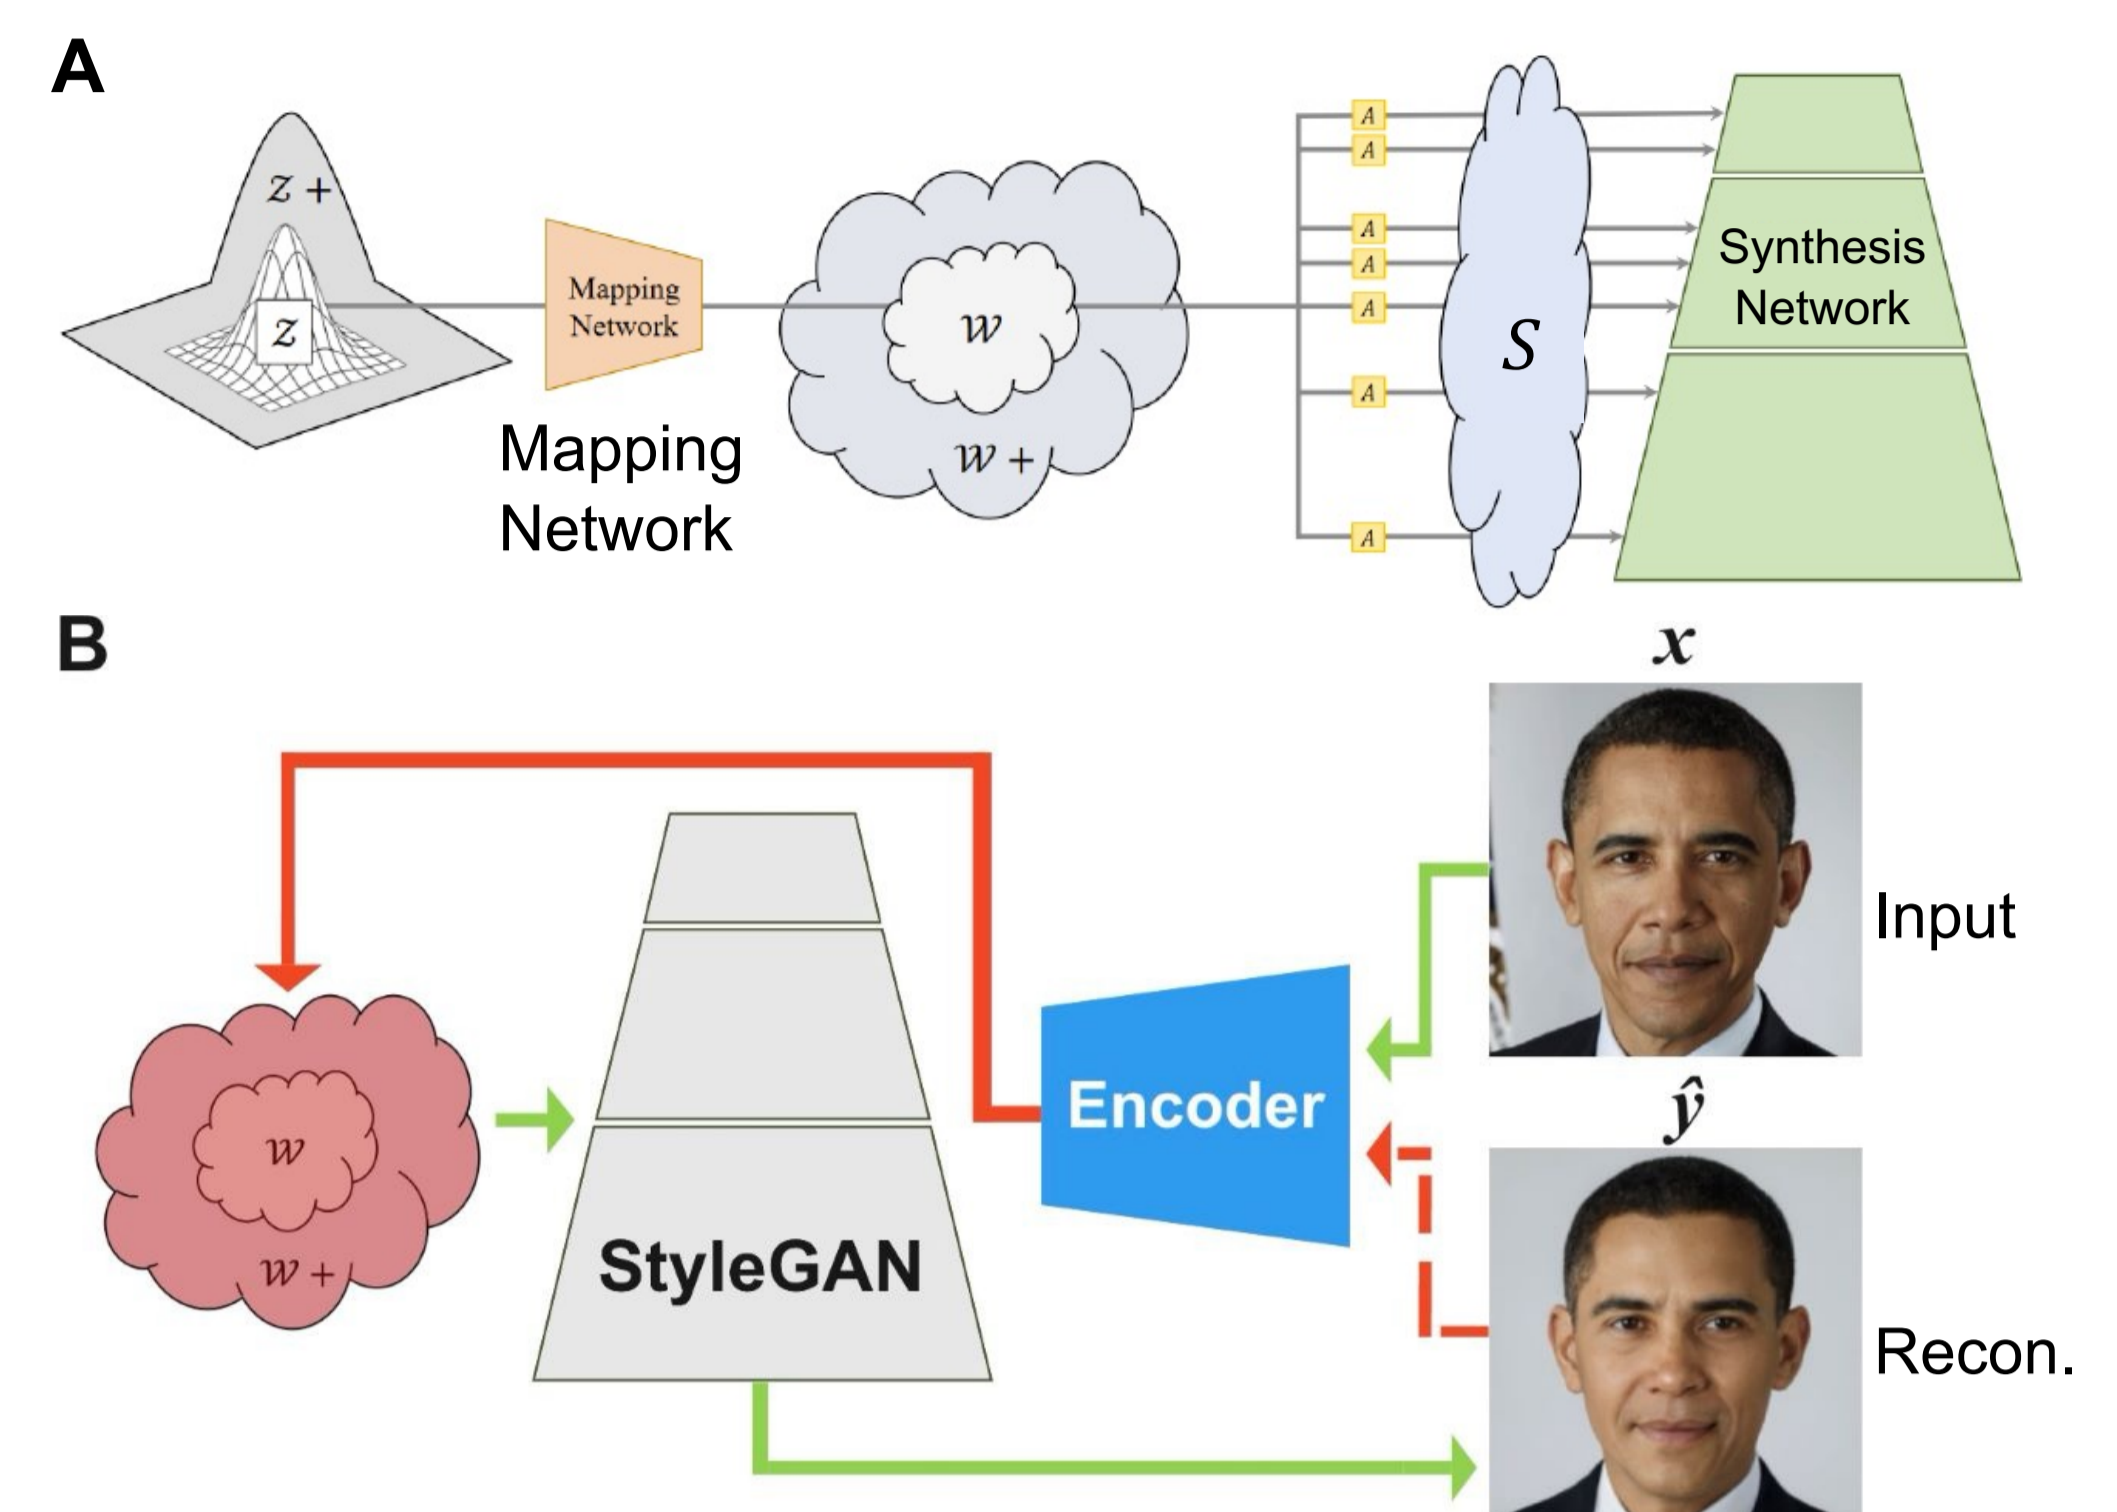 A
𝒵 +
𝒵
Mapping
Network
Mapping
Network
𝒲
𝒲 +
A
A
A
A
A
A
A
S
Synthesis
Network
B
x
Input
ŷ
Recon.
Encoder
StyleGAN
𝒲
𝒲 +